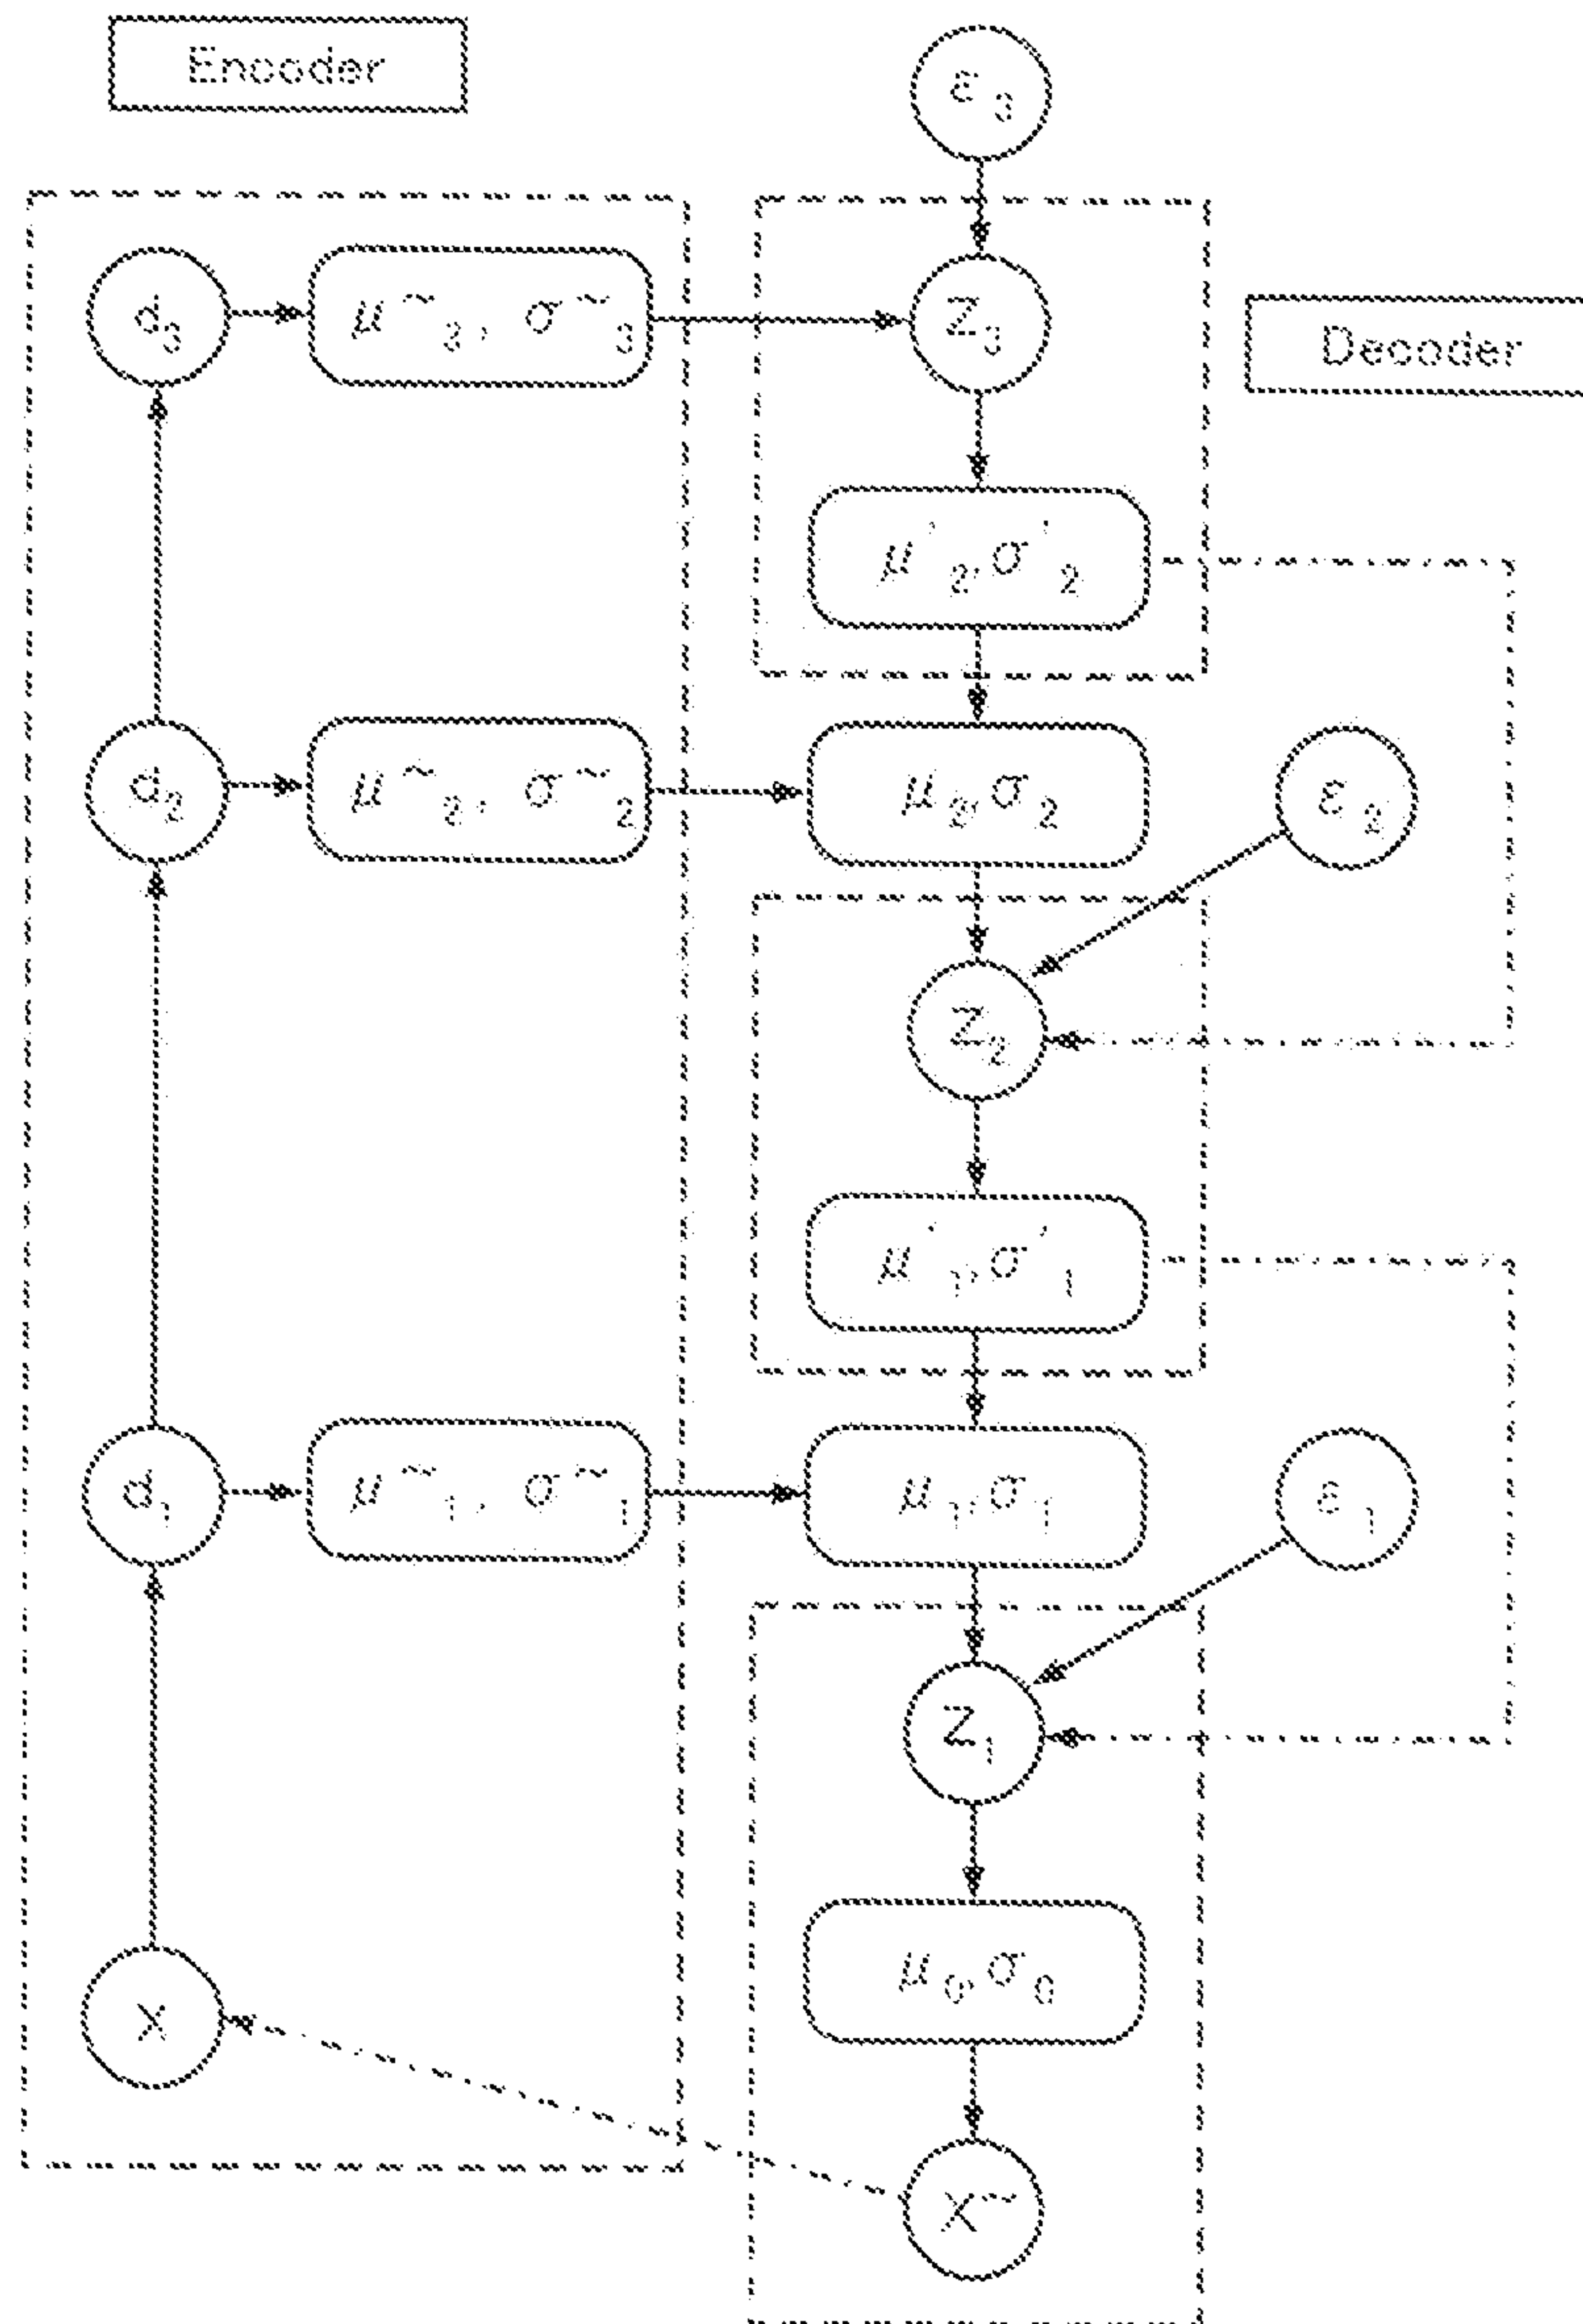 Encoder
ε3
d3
μ~3, σ~3
Z3
Decoder
μ'2,σ'2
d2
μ~2, σ~2
μ2,σ2
ε2
Z2
μ'1,σ'1
d1
μ~1, σ~1
μ1,σ1
ε1
Z1
μ0,σ0
X
X~